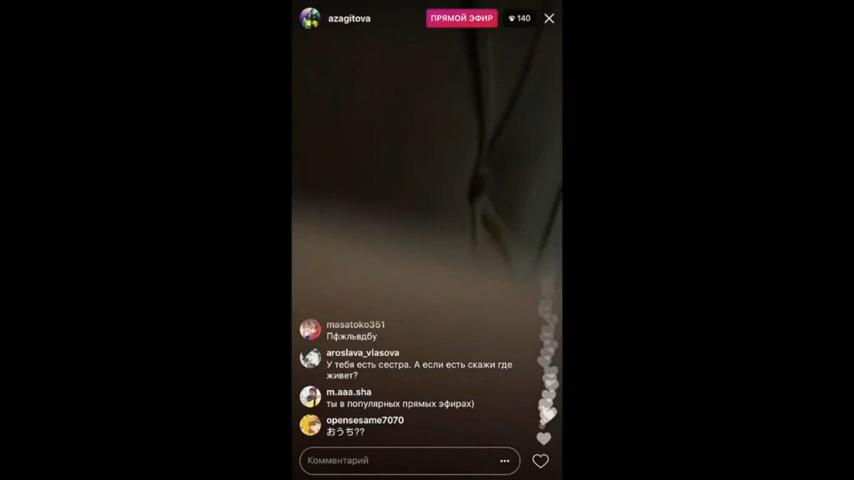 azagitova
ПРЯМОЙ ЭФИР
140
masatoko351
Пфжльвдбу
aroslava_vlasova
У тебя есть сестра. А если есть скажи где
живет?
m.aaa.sha
ты в популярных прямых эфирах)
opensesame7070
おうち??
Комментарий